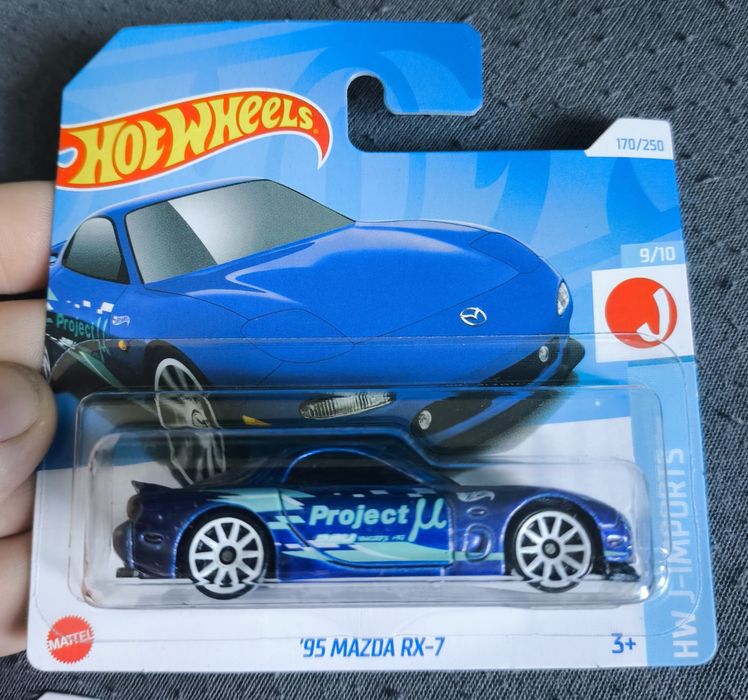 HOT WHEELS
170/250
9/10
J
HW J-IMPORTS
Project μ
Project μ
MATTEL
'95 MAZDA RX-7
3+